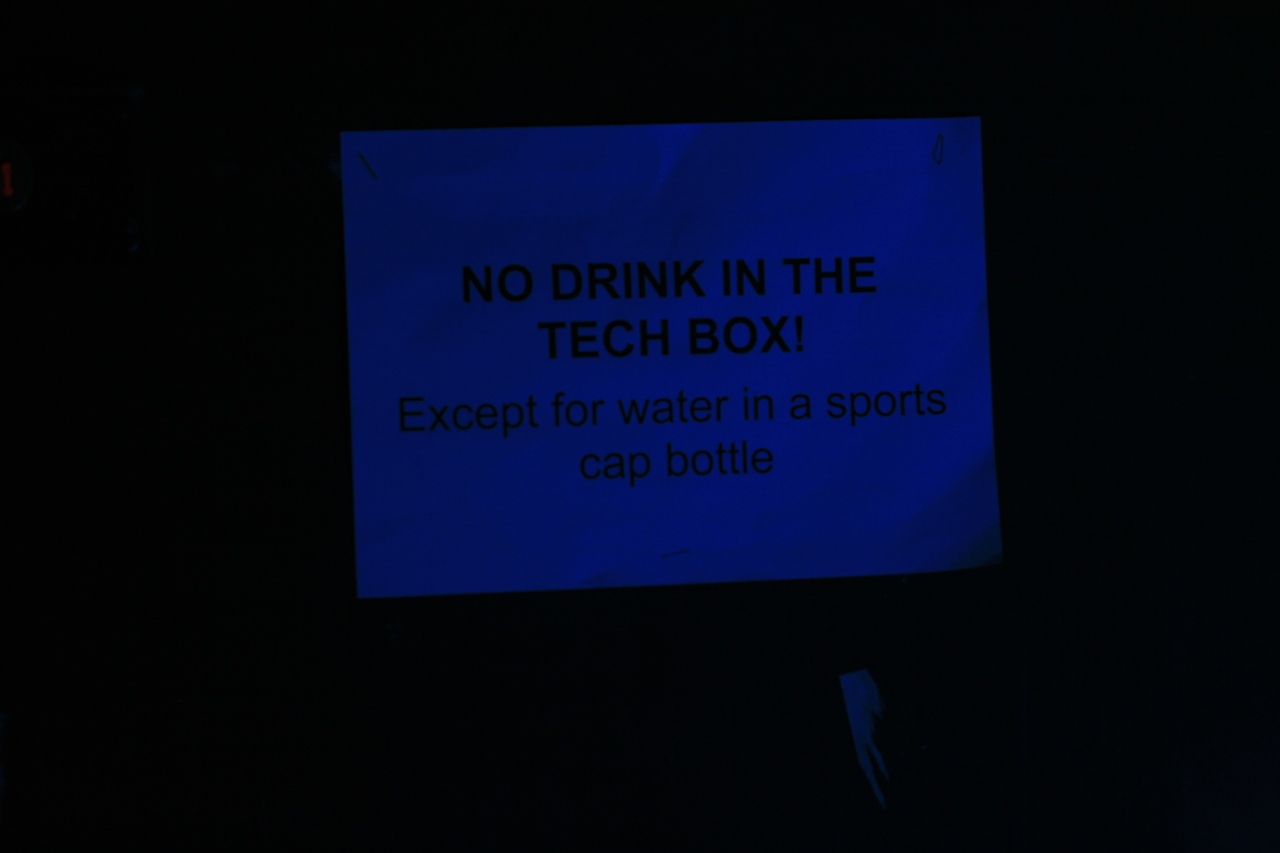 NO DRINK IN THE
TECH BOX!
Except for water in a sports
cap bottle